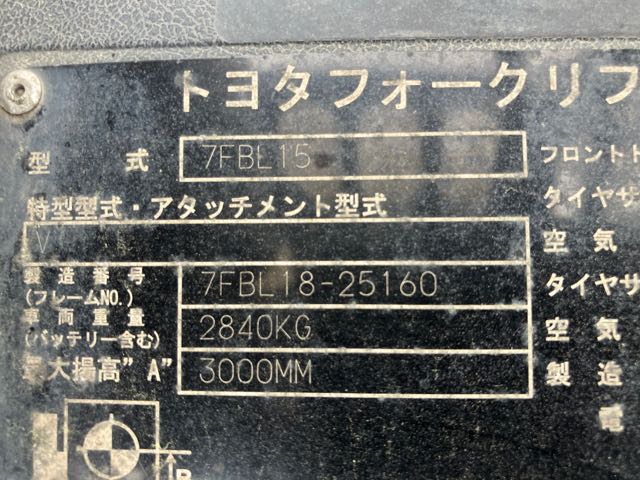 トヨタフォークリフ
型 式 7FBL15 フロント
特型型式・アタッチメント型式 タイヤサ
V 空気
製造番号
(フレームNO.) 7FBL18-25160 タイヤサ
車両重量
(バッテリー含む) 2840KG 空気
最大揚高"A" 3000MM 製造
電